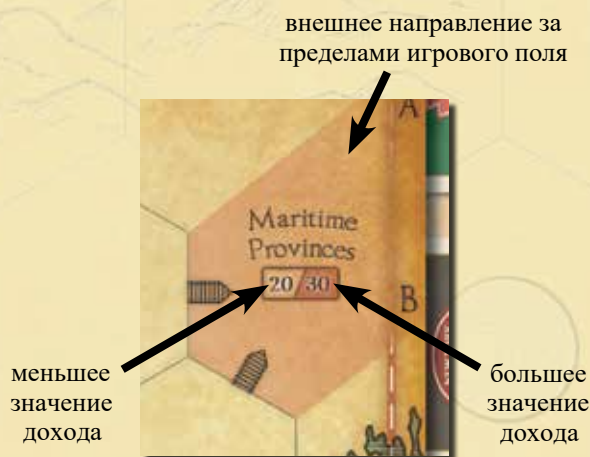 внешнее направление за
пределами игрового поля
A
Maritime
Provinces
20/30
B
меньшее
значение
дохода
большее
значение
дохода